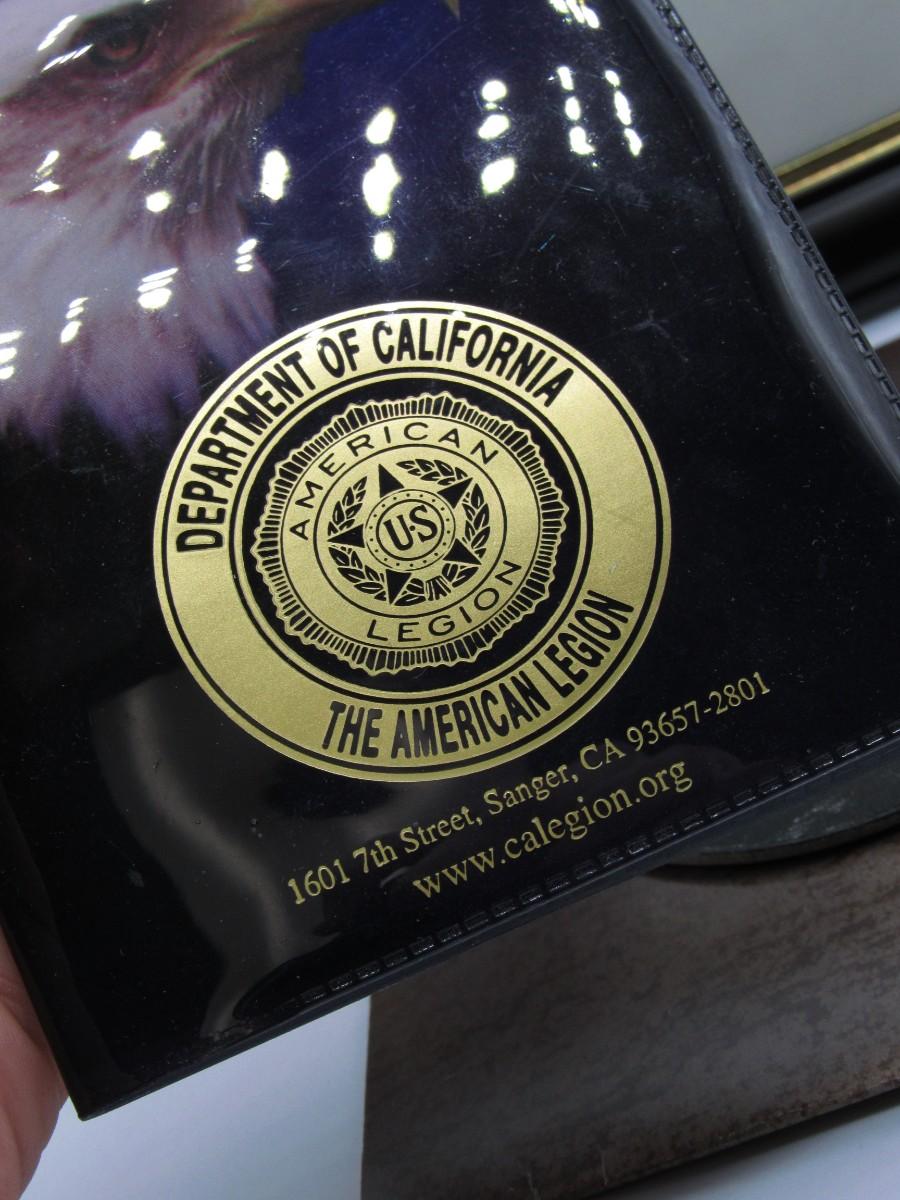 DEPARTMENT OF CALIFORNIA
AMERICAN
U·S
LEGION
THE AMERICAN LEGION
1601 7th Street, Sanger, CA 93657-2801
www.calegion.org